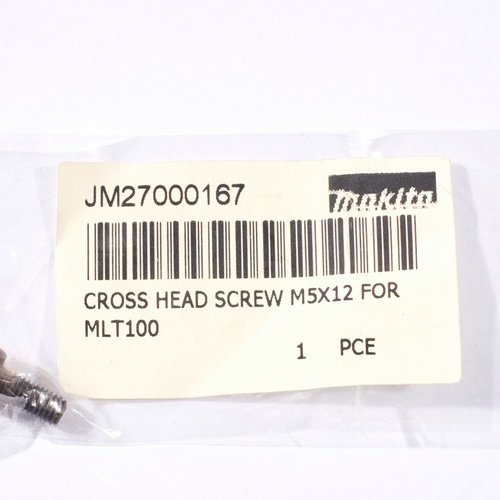 JM27000167
makita
CROSS HEAD SCREW M5X12 FOR
MLT100
1 PCE